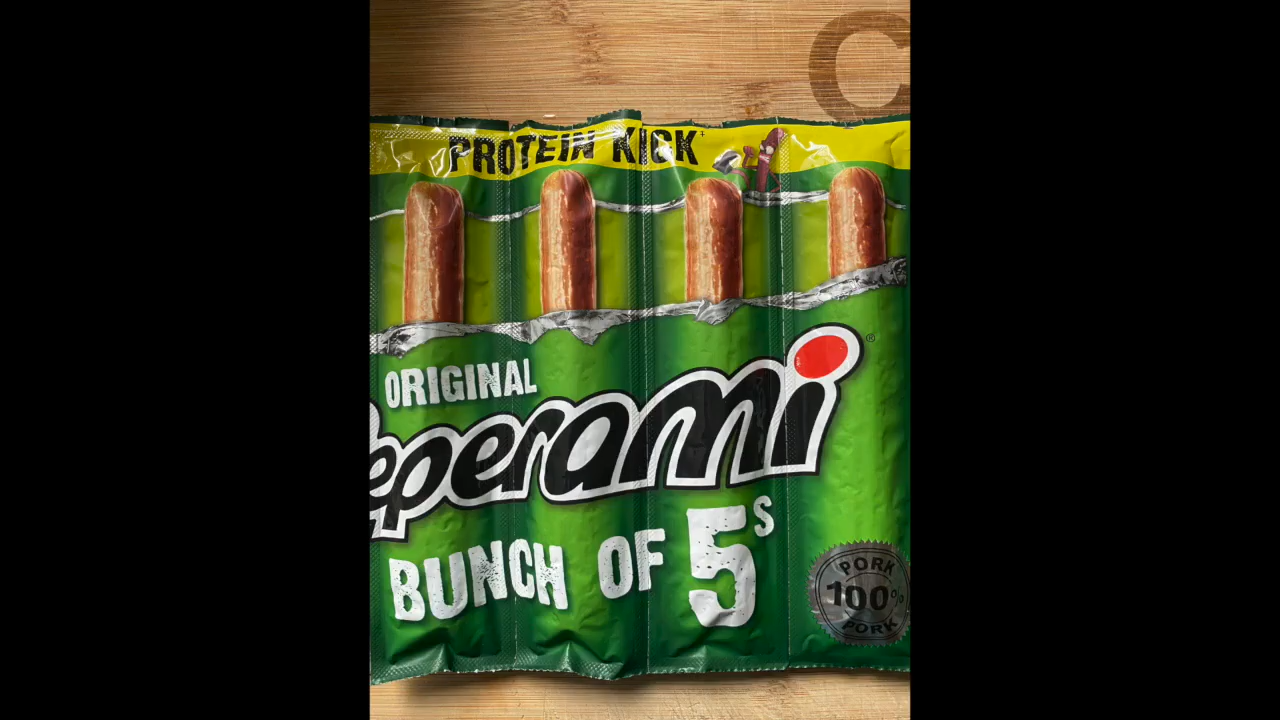 C
PROTEIN KICK+
ORIGINAL
eperami®
BUNCH OF 5s
PORK
100%
PORK